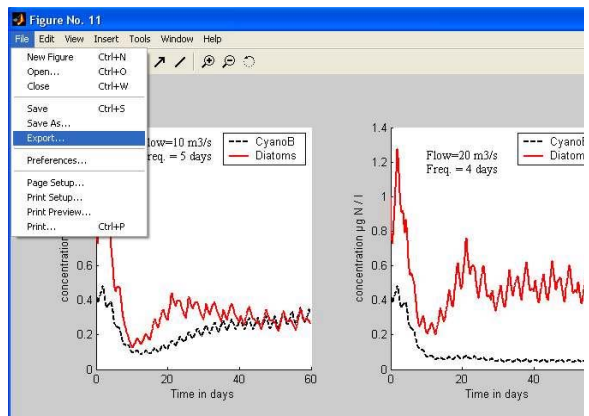 Figure No. 11
File Edit View Insert Tools Window Help
New Figure Ctrl+N
Open... Ctrl+O
Close Ctrl+W
Save Ctrl+S
Save As...
Export...
Preferences...
Page Setup...
Print Setup...
Print Preview...
Print... Ctrl+P
low=10 m3/s
req. = 5 days
CyanoB
Diatoms
concentration
0.6
0.4
0.2
0
0 20 40 60
Time in days
Flow=20 m3/s
Freq. = 4 days
CyanoB
Diatom
concentration µg N / l
1.4
1.2
1
0.8
0.6
0.4
0.2
0
0 20 40
Time in days